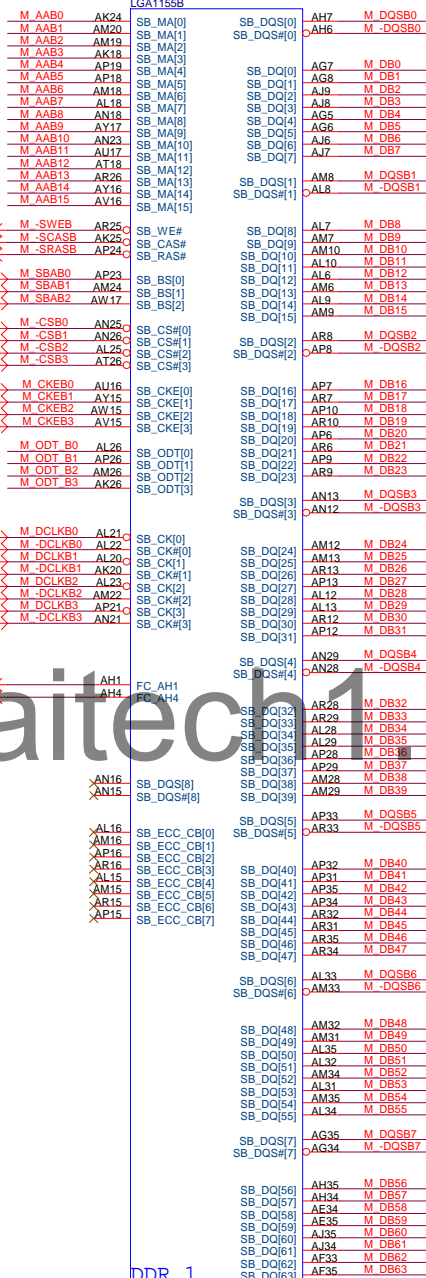 LGA1155B
M_AAB0 AK24 SB_MA[0]
M_AAB1 AM20 SB_MA[1]
M_AAB2 AM19 SB_MA[2]
M_AAB3 AK18 SB_MA[3]
M_AAB4 AP19 SB_MA[4]
M_AAB5 AP18 SB_MA[5]
M_AAB6 AM18 SB_MA[6]
M_AAB7 AL18 SB_MA[7]
M_AAB8 AN18 SB_MA[8]
M_AAB9 AY17 SB_MA[9]
M_AAB10 AN23 SB_MA[10]
M_AAB11 AU17 SB_MA[11]
M_AAB12 AT18 SB_MA[12]
M_AAB13 AR26 SB_MA[13]
M_AAB14 AY16 SB_MA[14]
M_AAB15 AV16 SB_MA[15]
M_-SWEB AR25 SB_WE#
M_-SCASB AK25 SB_CAS#
M_-SRASB AP24 SB_RAS#
M_SBAB0 AP23 SB_BS[0]
M_SBAB1 AM24 SB_BS[1]
M_SBAB2 AW17 SB_BS[2]
M_-CSB0 AN25 SB_CS#[0]
M_-CSB1 AN26 SB_CS#[1]
M_-CSB2 AL25 SB_CS#[2]
M_-CSB3 AT26 SB_CS#[3]
M_CKEB0 AU16 SB_CKE[0]
M_CKEB1 AY15 SB_CKE[1]
M_CKEB2 AW15 SB_CKE[2]
M_CKEB3 AV15 SB_CKE[3]
M_ODT_B0 AL26 SB_ODT[0]
M_ODT_B1 AP26 SB_ODT[1]
M_ODT_B2 AM26 SB_ODT[2]
M_ODT_B3 AK26 SB_ODT[3]
M_DCLKB0 AL21 SB_CK[0]
M_-DCLKB0 AL22 SB_CK#[0]
M_DCLKB1 AL20 SB_CK[1]
M_-DCLKB1 AK20 SB_CK#[1]
M_DCLKB2 AL23 SB_CK[2]
M_-DCLKB2 AM22 SB_CK#[2]
M_DCLKB3 AP21 SB_CK[3]
M_-DCLKB3 AN21 SB_CK#[3]
AH1 FC_AH1
AH4 FC_AH4
AN16 SB_DQS[8]
AN15 SB_DQS#[8]
AL16 SB_ECC_CB[0]
AM16 SB_ECC_CB[1]
AP16 SB_ECC_CB[2]
AR16 SB_ECC_CB[3]
AL15 SB_ECC_CB[4]
AM15 SB_ECC_CB[5]
AR15 SB_ECC_CB[6]
AP15 SB_ECC_CB[7]
SB_DQS[0] AH7 M_DQSB0
SB_DQS#[0] AH6 M_-DQSB0
SB_DQ[0] AG7 M_DB0
SB_DQ[1] AG8 M_DB1
SB_DQ[2] AJ9 M_DB2
SB_DQ[3] AJ8 M_DB3
SB_DQ[4] AG5 M_DB4
SB_DQ[5] AG6 M_DB5
SB_DQ[6] AJ6 M_DB6
SB_DQ[7] AJ7 M_DB7
SB_DQS[1] AM8 M_DQSB1
SB_DQS#[1] AL8 M_-DQSB1
SB_DQ[8] AL7 M_DB8
SB_DQ[9] AM7 M_DB9
SB_DQ[10] AM10 M_DB10
SB_DQ[11] AL10 M_DB11
SB_DQ[12] AL6 M_DB12
SB_DQ[13] AM6 M_DB13
SB_DQ[14] AL9 M_DB14
SB_DQ[15] AM9 M_DB15
SB_DQS[2] AR8 M_DQSB2
SB_DQS#[2] AP8 M_-DQSB2
SB_DQ[16] AP7 M_DB16
SB_DQ[17] AR7 M_DB17
SB_DQ[18] AP10 M_DB18
SB_DQ[19] AR10 M_DB19
SB_DQ[20] AP6 M_DB20
SB_DQ[21] AR6 M_DB21
SB_DQ[22] AP9 M_DB22
SB_DQ[23] AR9 M_DB23
SB_DQS[3] AN13 M_DQSB3
SB_DQS#[3] AN12 M_-DQSB3
SB_DQ[24] AM12 M_DB24
SB_DQ[25] AM13 M_DB25
SB_DQ[26] AR13 M_DB26
SB_DQ[27] AP13 M_DB27
SB_DQ[28] AL12 M_DB28
SB_DQ[29] AL13 M_DB29
SB_DQ[30] AR12 M_DB30
SB_DQ[31] AP12 M_DB31
SB_DQS[4] AN29 M_DQSB4
SB_DQS#[4] AN28 M_-DQSB4
SB_DQ[32] AR28 M_DB32
SB_DQ[33] AR29 M_DB33
SB_DQ[34] AL28 M_DB34
SB_DQ[35] AL29 M_DB35
SB_DQ[36] AP28 M_DB36
SB_DQ[37] AP29 M_DB37
SB_DQ[38] AM28 M_DB38
SB_DQ[39] AM29 M_DB39
SB_DQS[5] AP33 M_DQSB5
SB_DQS#[5] AR33 M_-DQSB5
SB_DQ[40] AP32 M_DB40
SB_DQ[41] AP31 M_DB41
SB_DQ[42] AP35 M_DB42
SB_DQ[43] AP34 M_DB43
SB_DQ[44] AR32 M_DB44
SB_DQ[45] AR31 M_DB45
SB_DQ[46] AR35 M_DB46
SB_DQ[47] AR34 M_DB47
SB_DQS[6] AL33 M_DQSB6
SB_DQS#[6] AM33 M_-DQSB6
SB_DQ[48] AM32 M_DB48
SB_DQ[49] AM31 M_DB49
SB_DQ[50] AL35 M_DB50
SB_DQ[51] AL32 M_DB51
SB_DQ[52] AM34 M_DB52
SB_DQ[53] AL31 M_DB53
SB_DQ[54] AM35 M_DB54
SB_DQ[55] AL34 M_DB55
SB_DQS[7] AG35 M_DQSB7
SB_DQS#[7] AG34 M_-DQSB7
SB_DQ[56] AH35 M_DB56
SB_DQ[57] AH34 M_DB57
SB_DQ[58] AE34 M_DB58
SB_DQ[59] AE35 M_DB59
SB_DQ[60] AJ35 M_DB60
SB_DQ[61] AJ34 M_DB61
SB_DQ[62] AF33 M_DB62
SB_DQ[63] AF35 M_DB63
DDR_1
aitech1.